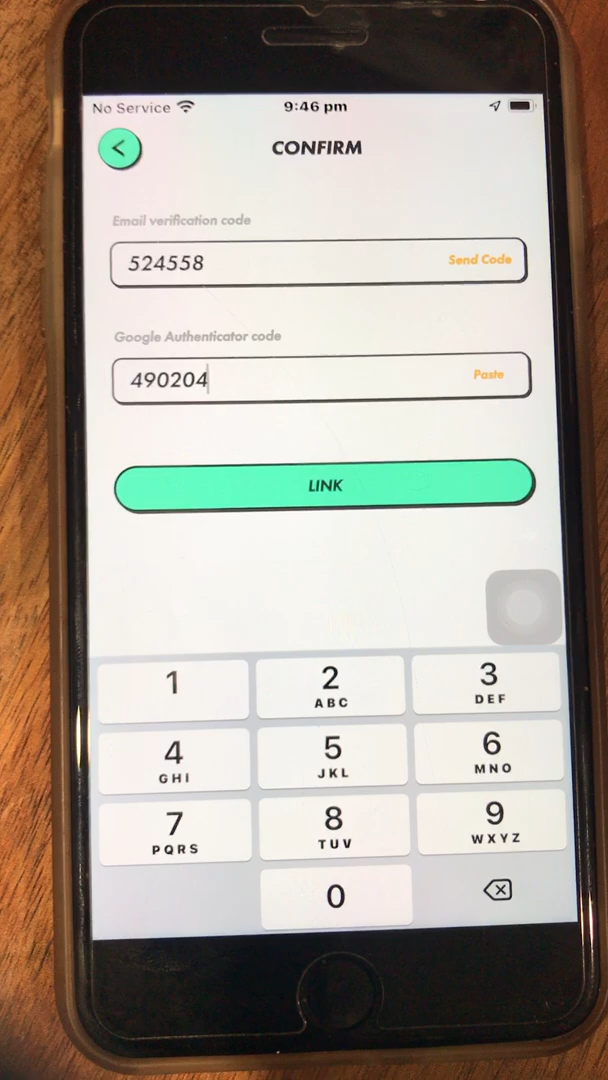 No Service 9:46 pm
<
CONFIRM
Email verification code
524558 Send Code
Google Authenticator code
490204 Paste
LINK
1 2 3
ABC DEF
4 5 6
GHI JKL MNO
7 8 9
PQRS TUV WXYZ
0